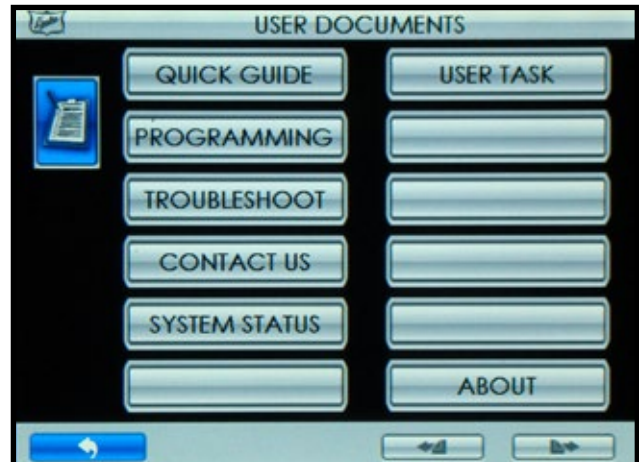 USER DOCUMENTS
QUICK GUIDE
USER TASK
PROGRAMMING
TROUBLESHOOT
CONTACT US
SYSTEM STATUS
ABOUT